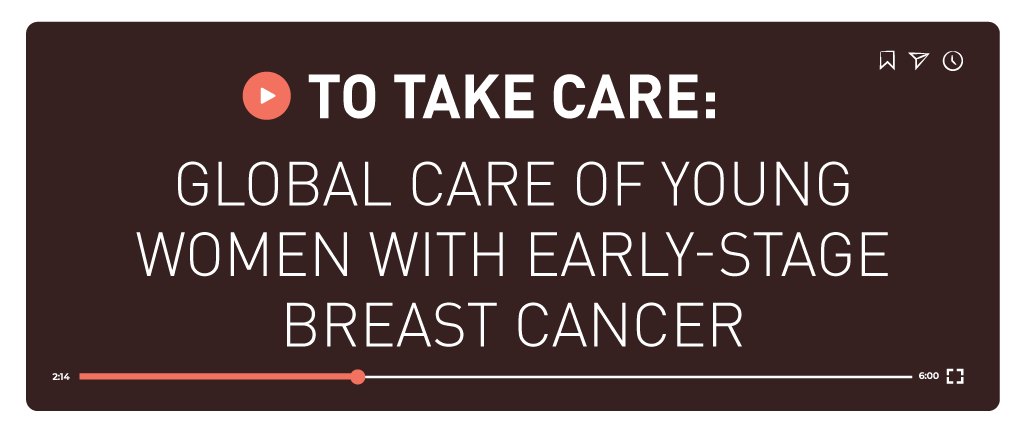 TO TAKE CARE:
GLOBAL CARE OF YOUNG
WOMEN WITH EARLY-STAGE
BREAST CANCER
2:14
6:00